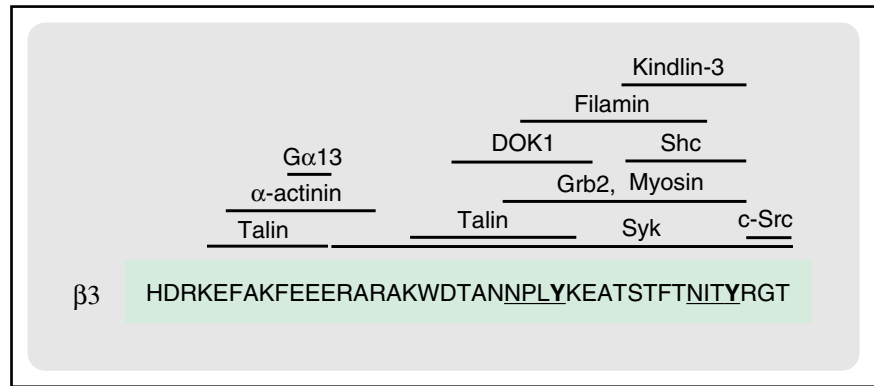 Kindlin-3
Filamin
DOK1 Shc
Gα13
Grb2, Myosin
α-actinin
Talin Talin Syk c-Src
β3 HDRKEFAKFEEERARAKWDTANNPLYKEATSTFTNITYRGT